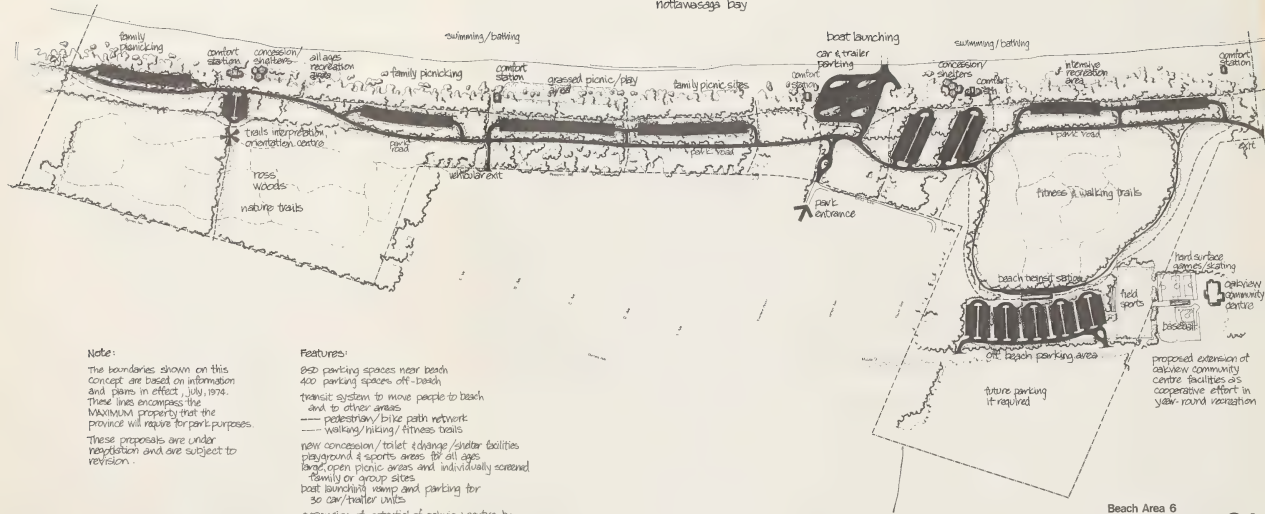 nottawasaga bay
family
picnicking
comfort
station
concession/
shelters
all ages
recreation
area
swimming/bathing
family picnicking
comfort
station
grassed picnic/play
area
family picnic sites
comfort
station
boat launching
car & trailer
parking
swimming/bathing
concession/
shelters
comfort
station
intensive
recreation
area
comfort
station
trails interpretation
orientation centre
park
road
vehicular exit
park road
park road
exit
ross'
woods
nature trails
park
entrance
fitness & walking trails
beach transit station
field
sports
hard surface
games/skating
oakview
community
centre
baseball
off beach parking area
future parking
if required
proposed extension of
oakview community
centre facilities as
cooperative effort in
year-round recreation
Note:
The boundaries shown on this
concept are based on information
and plans in effect, july, 1974.
These lines encompass the
MAXIMUM property that the
province will require for park purposes.
These proposals are under
negotiation and are subject to
revision.
Features:
850 parking spaces near beach
400 parking spaces off-beach
transit system to move people to beach
and to other areas
pedestrian/bike path network
walking/hiking/fitness trails
new concession/toilet & change/shelter facilities
playground & sports areas for all ages
large, open picnic areas and individually screened
family or group sites
boat launching ramp and parking for
30 car/trailer units
Beach Area 6